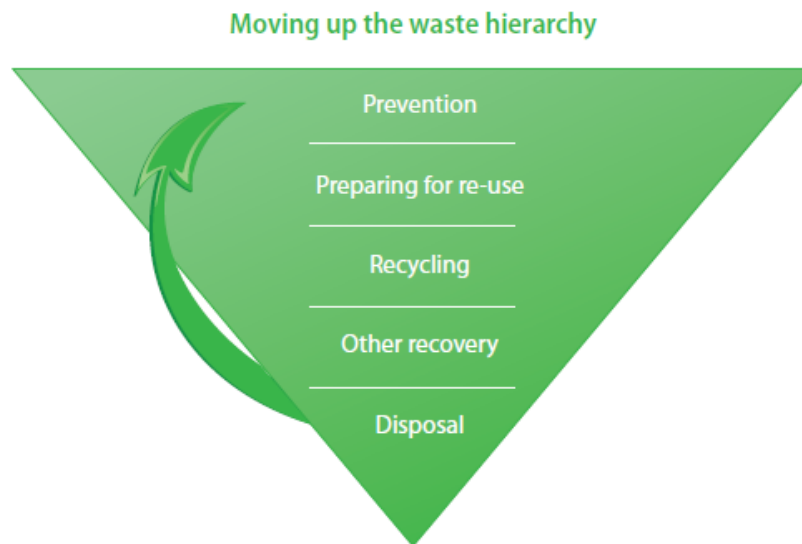 Moving up the waste hierarchy
Prevention
Preparing for re-use
Recycling
Other recovery
Disposal